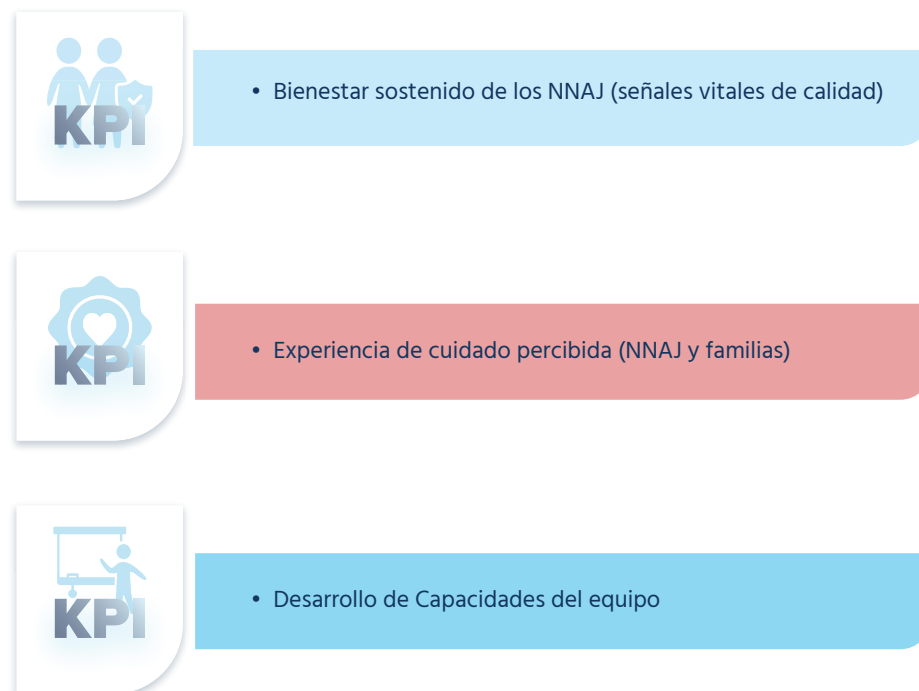 KPI
• Bienestar sostenido de los NNAJ (señales vitales de calidad)
KPI
• Experiencia de cuidado percibida (NNAJ y familias)
KPI
• Desarrollo de Capacidades del equipo